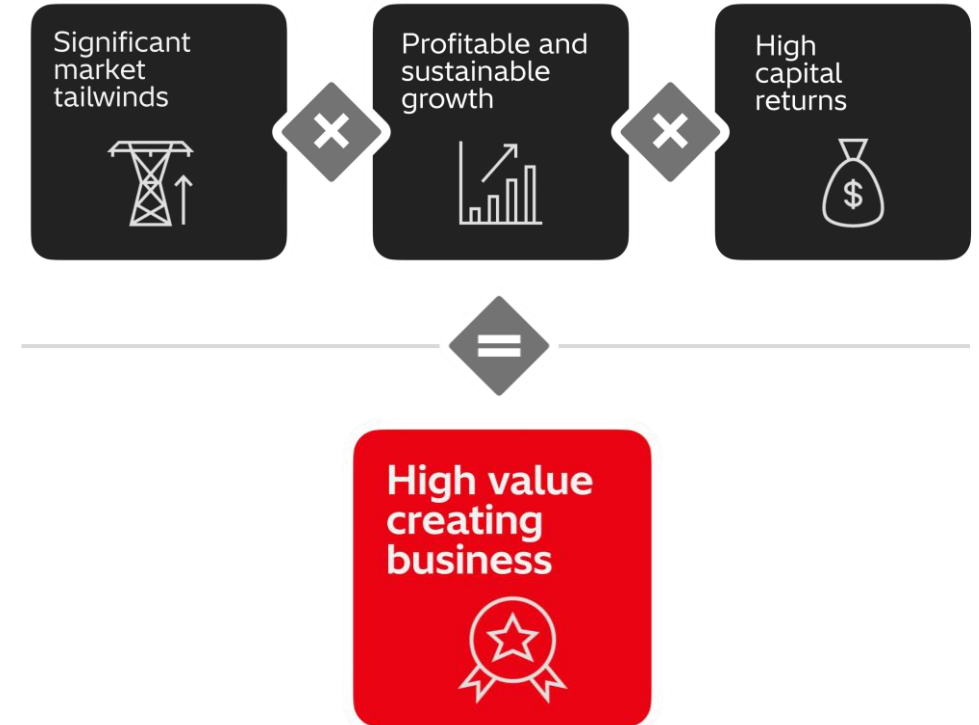 Significant
market
tailwinds
×
Profitable and
sustainable
growth
×
High
capital
returns
$
=
High value
creating
business